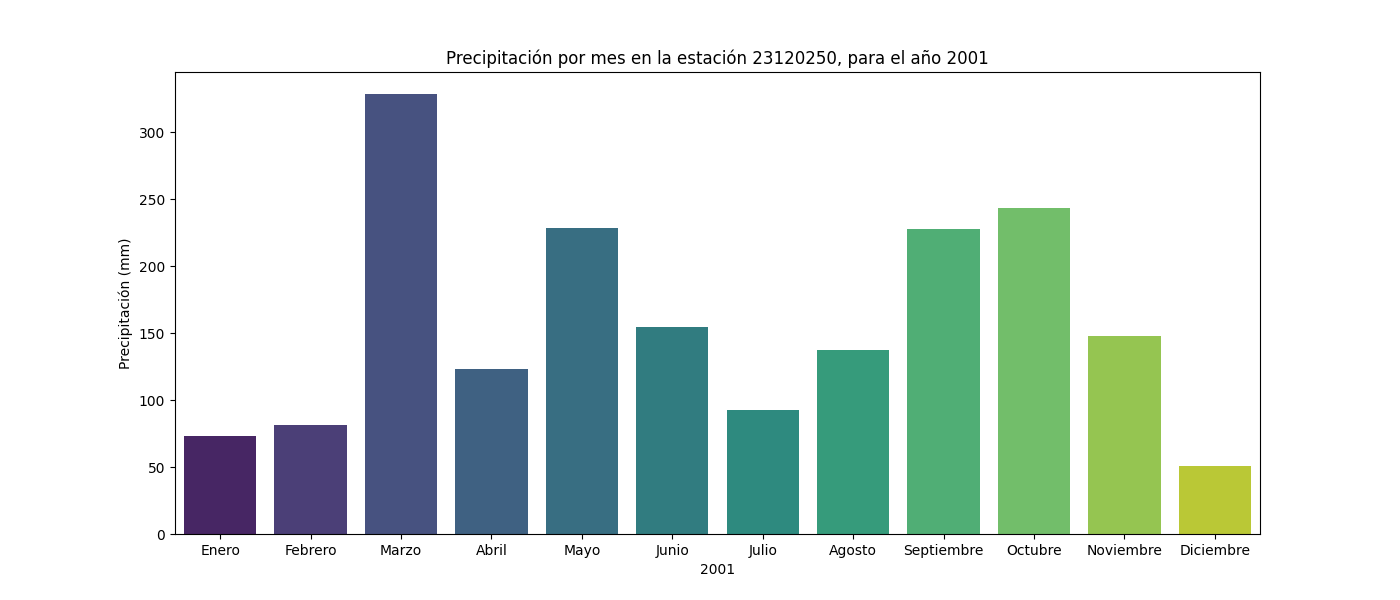 Precipitación por mes en la estación 23120250, para el año 2001
Precipitación (mm)
300
250
200
150
100
50
0
Enero Febrero Marzo Abril Mayo Junio Julio Agosto Septiembre Octubre Noviembre Diciembre
2001